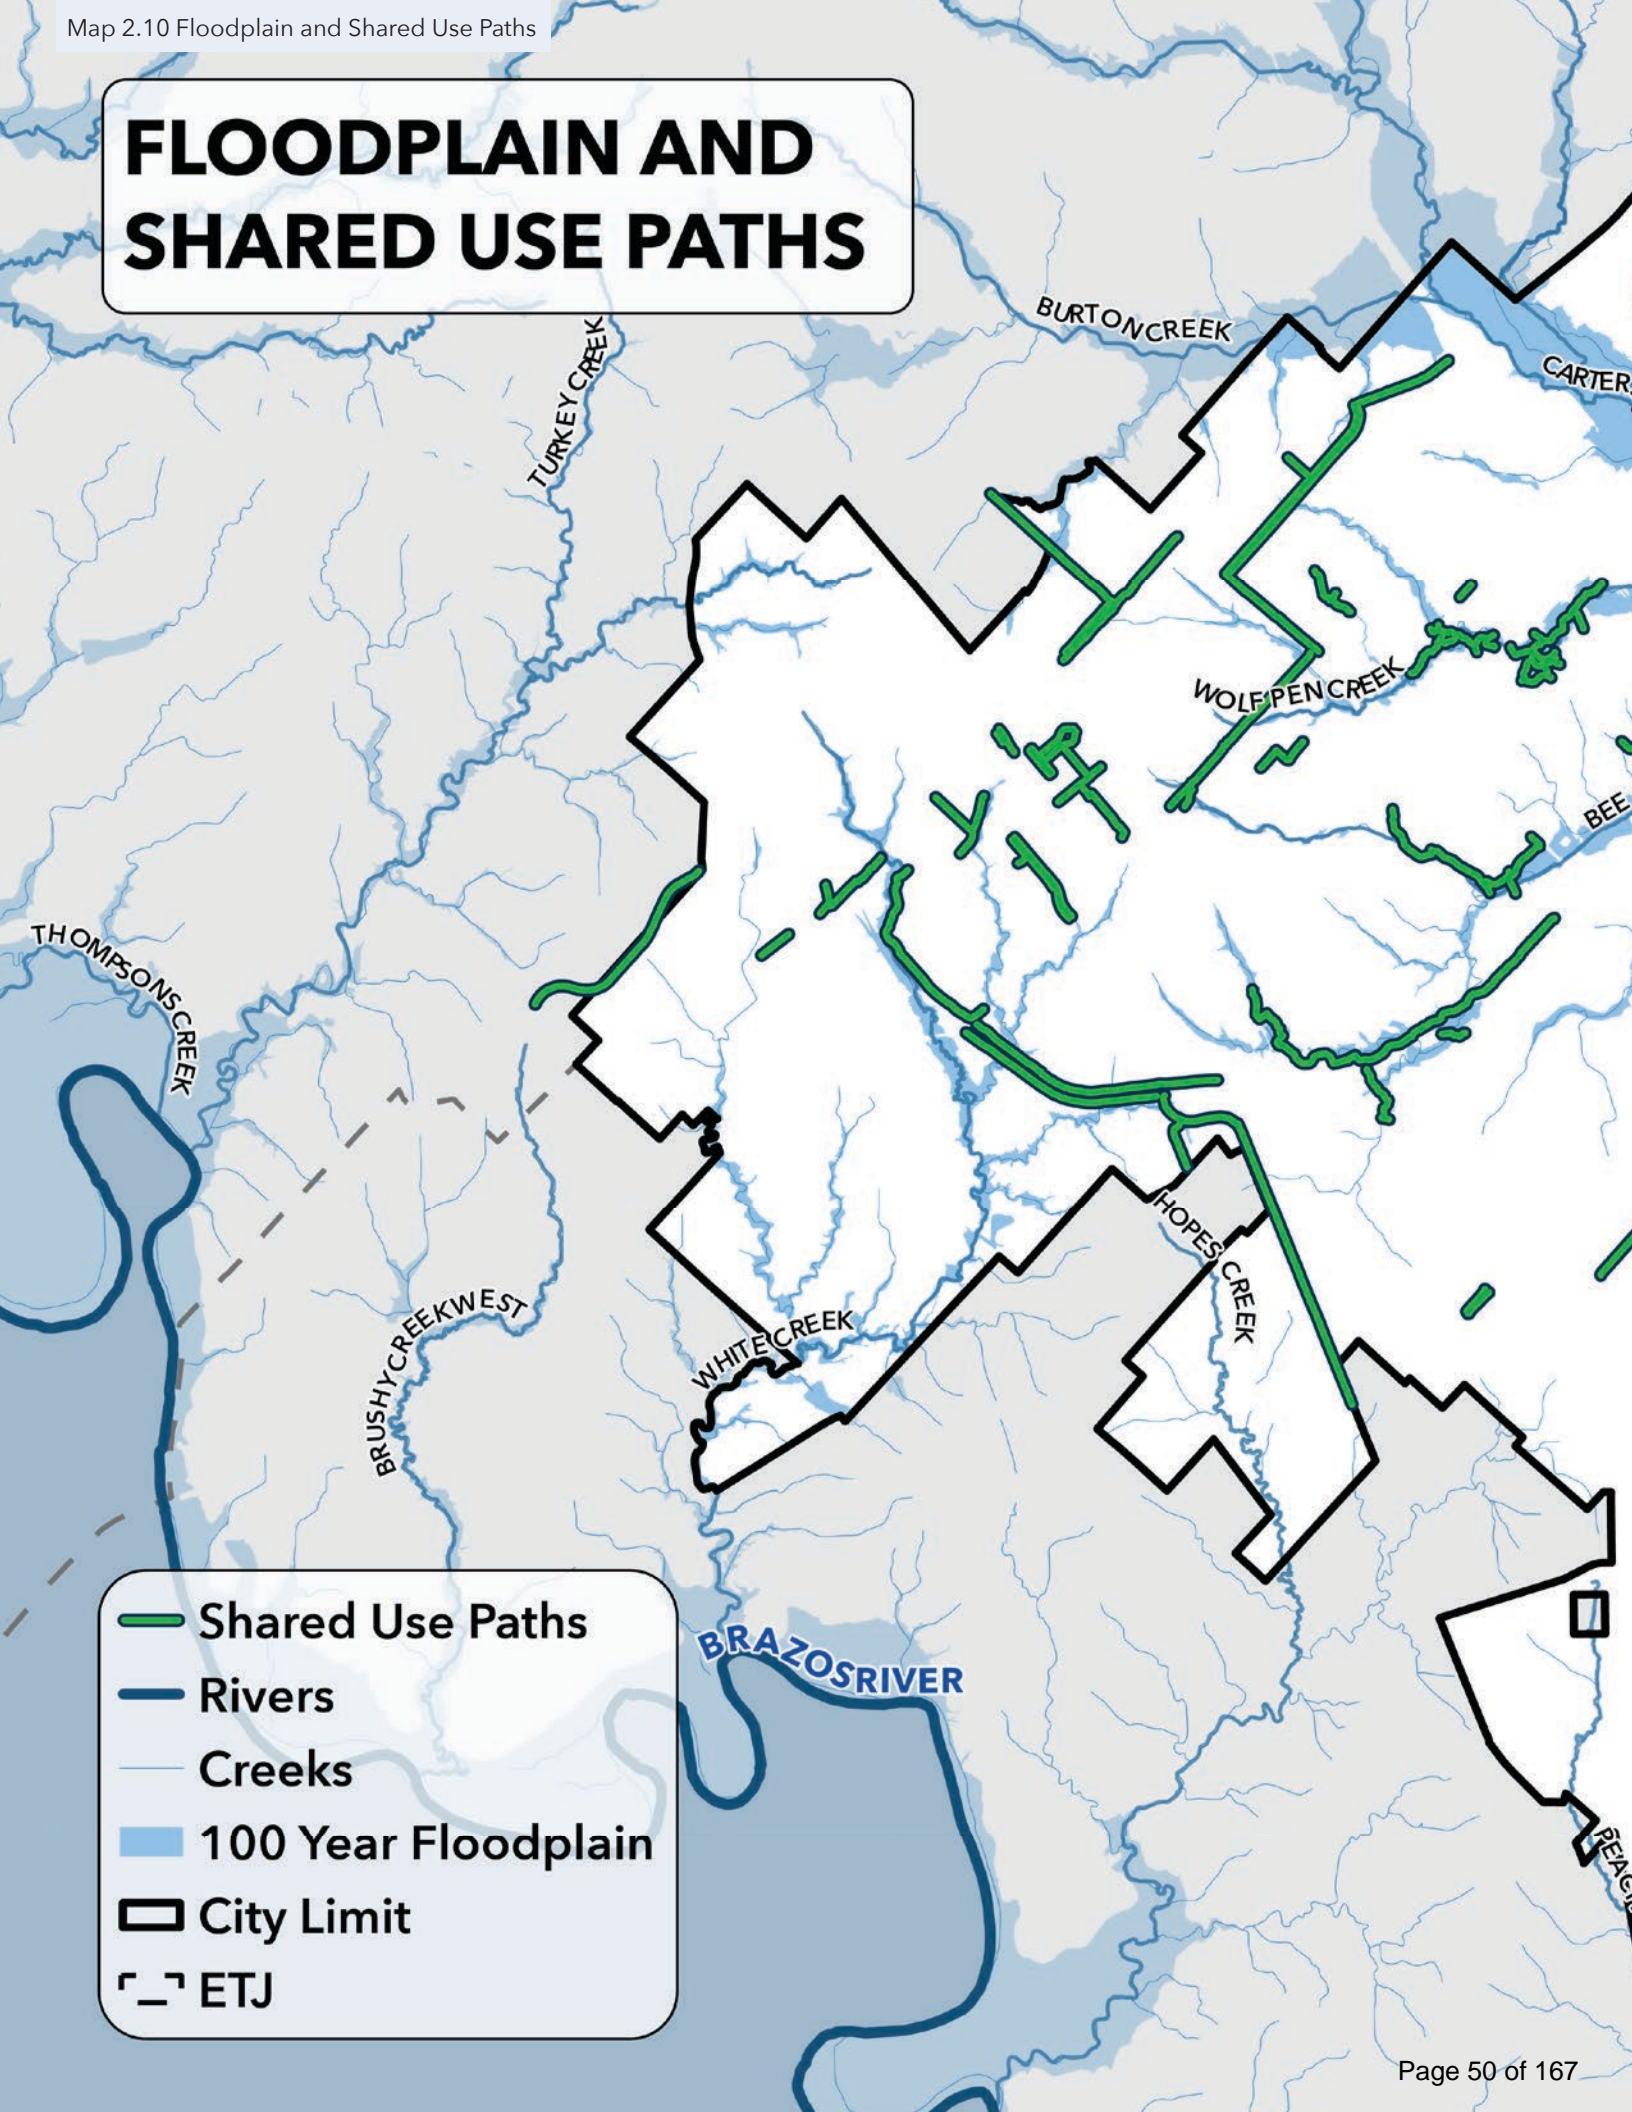 Map 2.10 Floodplain and Shared Use Paths
FLOODPLAIN AND
SHARED USE PATHS
BURTON CREEK
TURKEY CREEK
CARTER
WOLF PEN CREEK
BEE
THOMPSONS CREEK
HOPES CREEK
WHITE CREEK
BRUSHY CREEK WEST
BRAZOS RIVER
Shared Use Paths
Rivers
Creeks
100 Year Floodplain
City Limit
ETJ
PEAC
Page 50 of 167